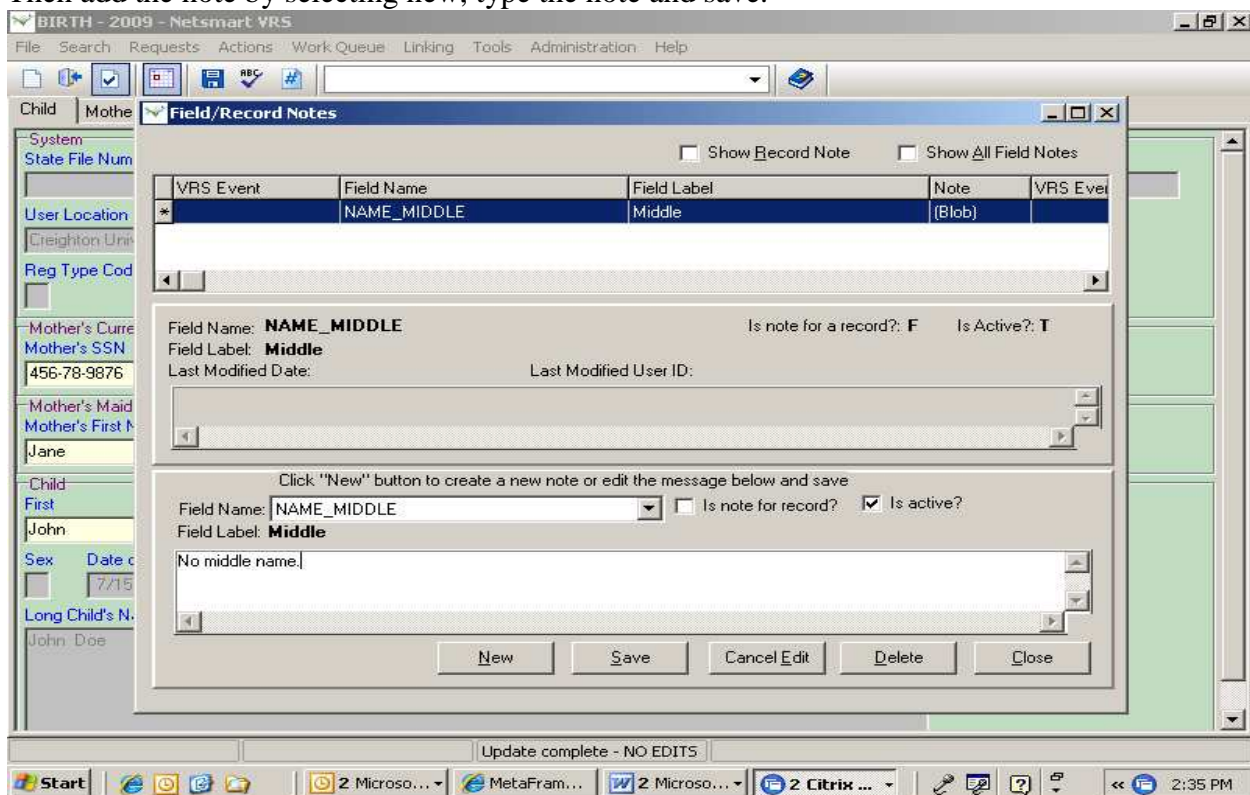 Then add the note by selecting new, type the note and save.
BIRTH - 2009 - Netsmart VRS
File Search Requests Actions Work Queue Linking Tools Administration Help
ABC #
Child Mothe
Field/Record Notes
System
State File Num
Show Record Note Show All Field Notes
VRS Event Field Name Field Label Note VRS Ever
* NAME_MIDDLE Middle (Blob)
User Location
Creighton Univ
Reg Type Cod
Field Name: NAME_MIDDLE Is note for a record?: F Is Active?: T
Field Label: Middle
Last Modified Date: Last Modified User ID:
Mother's Curre
Mother's SSN
456-78-9876
Mother's Maid
Mother's First N
Jane
Click "New" button to create a new note or edit the message below and save
Field Name: NAME_MIDDLE Is note for record? Is active?
Field Label: Middle
No middle name.
Child
First
John
Sex Date o
7/15
Long Child's N
John Doe
New Save Cancel Edit Delete Close
Update complete - NO EDITS
Start 2 Microso... MetaFram... 2 Microso... 2 Citrix ... « 2:35 PM